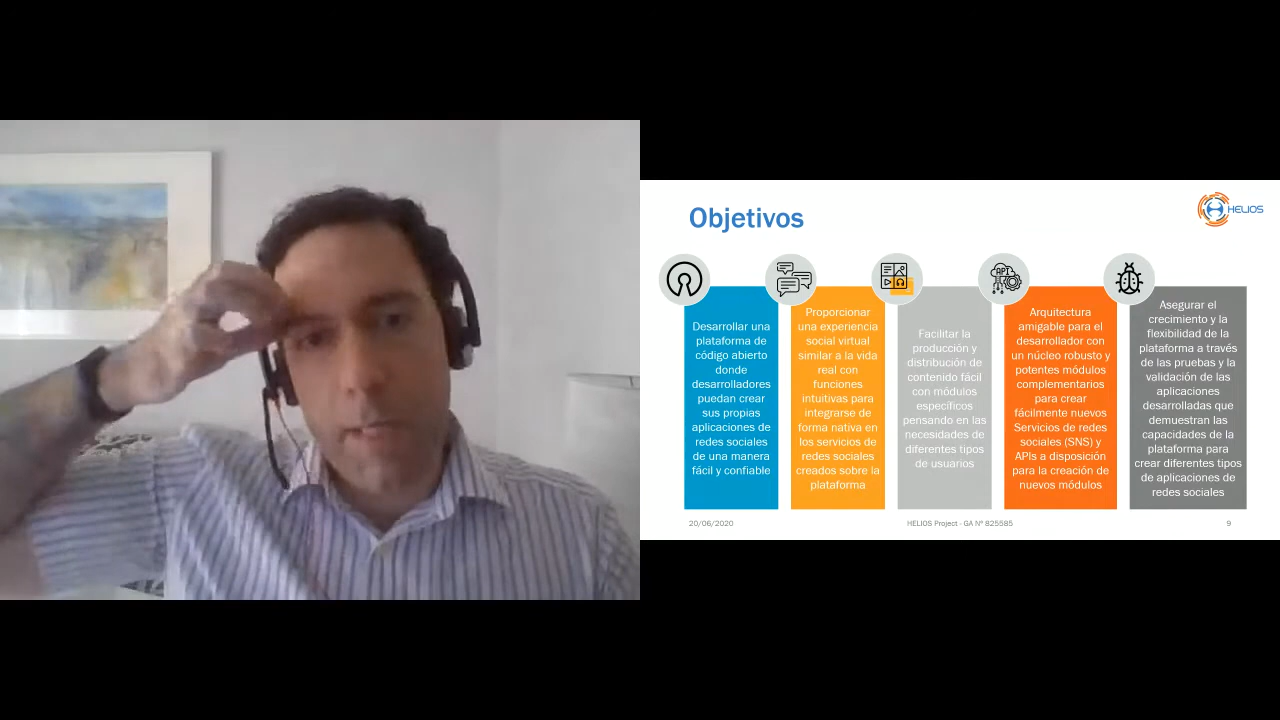 Objetivos
HELIOS
API
Desarrollar una
plataforma de
código abierto
donde
desarrolladores
puedan crear
sus propias
aplicaciones de
redes sociales
de una manera
fácil y confiable
Proporcionar
una experiencia
social virtual
similar a la vida
real con
funciones
intuitivas para
integrarse de
forma nativa en
los servicios de
redes sociales
creados sobre la
plataforma
Facilitar la
producción y
distribución de
contenido fácil
con módulos
específicos
pensando en las
necesidades de
diferentes tipos
de usuarios
Arquitectura
amigable para el
desarrollador con
un núcleo robusto y
potentes módulos
complementarios
para crear
fácilmente nuevos
Servicios de redes
sociales (SNS) y
APIs a disposición
para la creación de
nuevos módulos
Asegurar el
crecimiento y la
flexibilidad de la
plataforma a través
de las pruebas y la
validación de las
aplicaciones
desarrolladas que
demuestran las
capacidades de la
plataforma para
crear diferentes tipos
de aplicaciones de
redes sociales
20/06/2020
HELIOS Project - GA Nº 825585
9